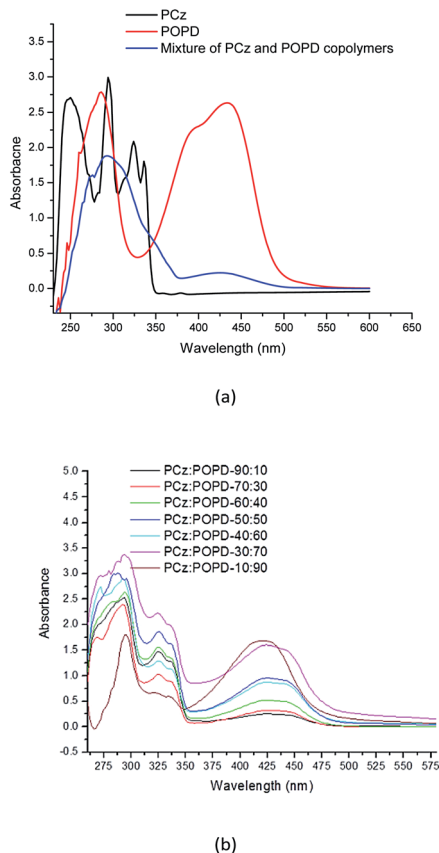 PCz
POPD
Mixture of PCz and POPD copolymers
3.5
3.0
2.5
2.0
1.5
1.0
0.5
0.0
Absorbacne
250 300 350 400 450 500 550 600 650
Wavelength (nm)
(a)
PCz:POPD-90:10
PCz:POPD-70:30
PCz:POPD-60:40
PCz:POPD-50:50
PCz:POPD-40:60
PCz:POPD-30:70
PCz:POPD-10:90
5.0
4.5
4.0
3.5
3.0
2.5
2.0
1.5
1.0
0.5
0.0
-0.5
Absorbance
275 300 325 350 375 400 425 450 475 500 525 550 575
Wavelength (nm)
(b)